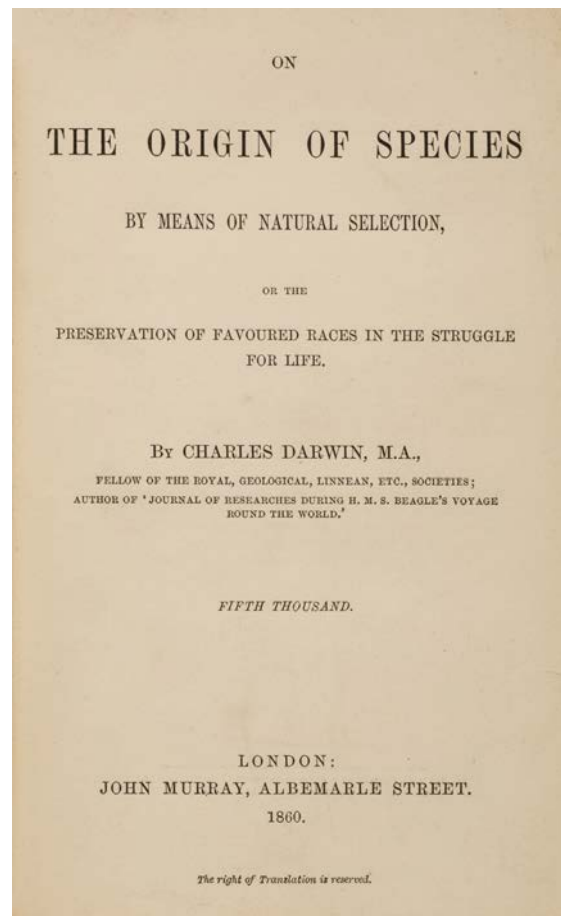 ON
THE ORIGIN OF SPECIES
BY MEANS OF NATURAL SELECTION,
OR THE
PRESERVATION OF FAVOURED RACES IN THE STRUGGLE
FOR LIFE.
BY CHARLES DARWIN, M.A.,
FELLOW OF THE ROYAL, GEOLOGICAL, LINNEAN, ETC., SOCIETIES;
AUTHOR OF 'JOURNAL OF RESEARCHES DURING H. M. S. BEAGLE'S VOYAGE
ROUND THE WORLD.'
FIFTH THOUSAND.
LONDON:
JOHN MURRAY, ALBEMARLE STREET.
1860.
The right of Translation is reserved.